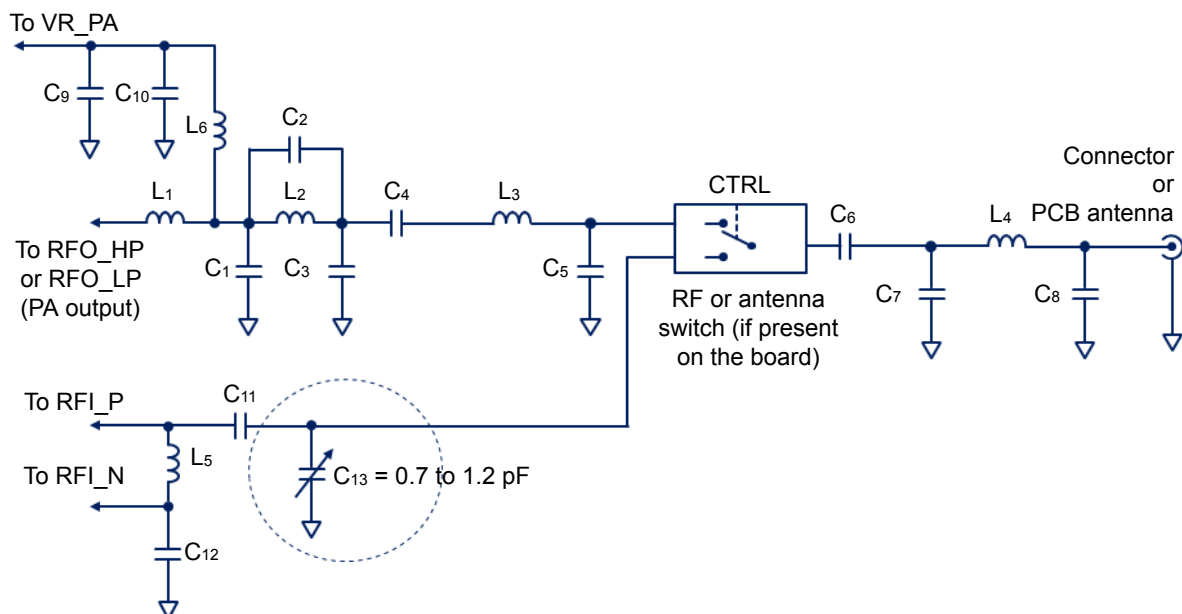 To VR_PA
C9
C10
L6
C2
L1
L2
C4
L3
CTRL
C6
L4
Connector
or
PCB antenna
To RFO_HP
or RFO_LP
(PA output)
C1
C3
C5
RF or antenna
switch (if present
on the board)
C7
C8
To RFI_P
C11
L5
C13 = 0.7 to 1.2 pF
To RFI_N
C12